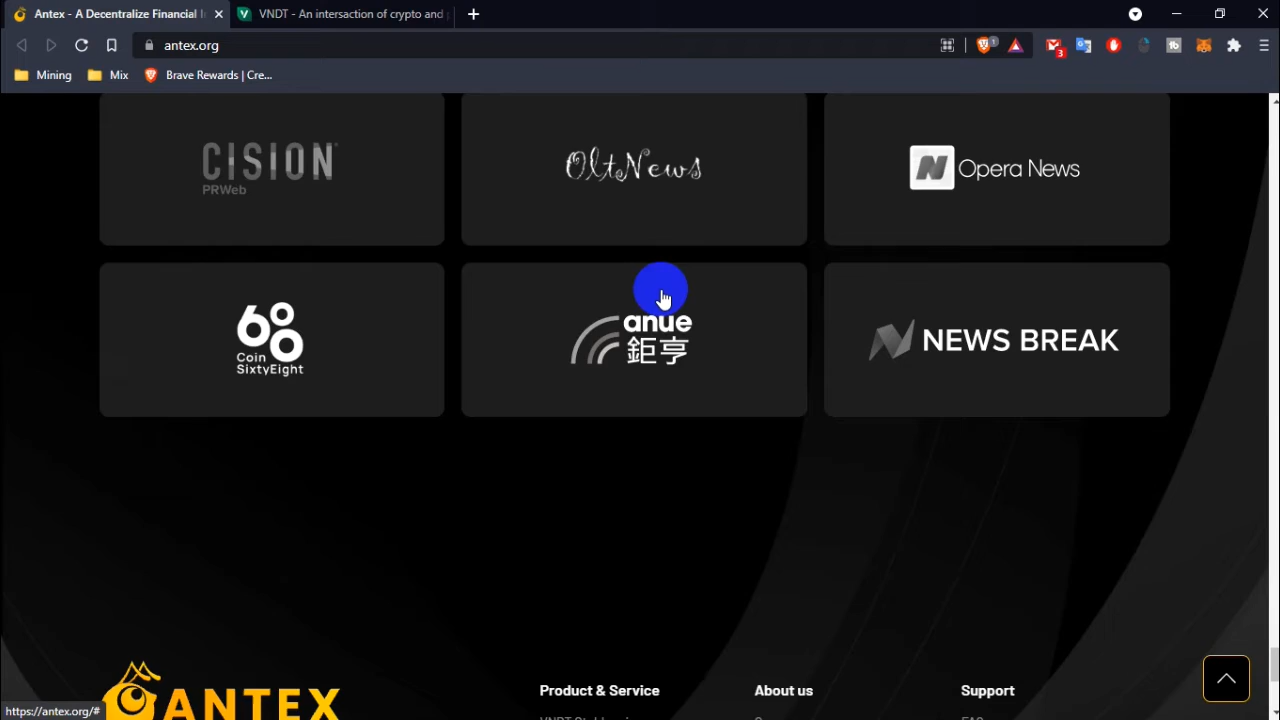 Antex - A Decentralize Financial I
VNDT - An intersaction of crypto and
antex.org
1
3
Mining
Mix
Brave Rewards | Cre...
CISION
PRWeb
OltNews
Opera News
68
Coin
SixtyEight
anue
鉅亨
NEWS BREAK
ANTEX
Product & Service
About us
Support
https://antex.org/#